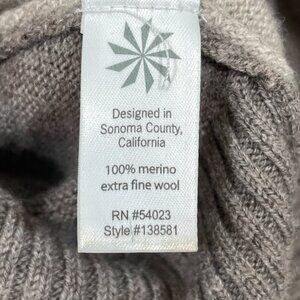 Designed in
Sonoma County,
California
100% merino
extra fine wool
RN #54023
Style #138581